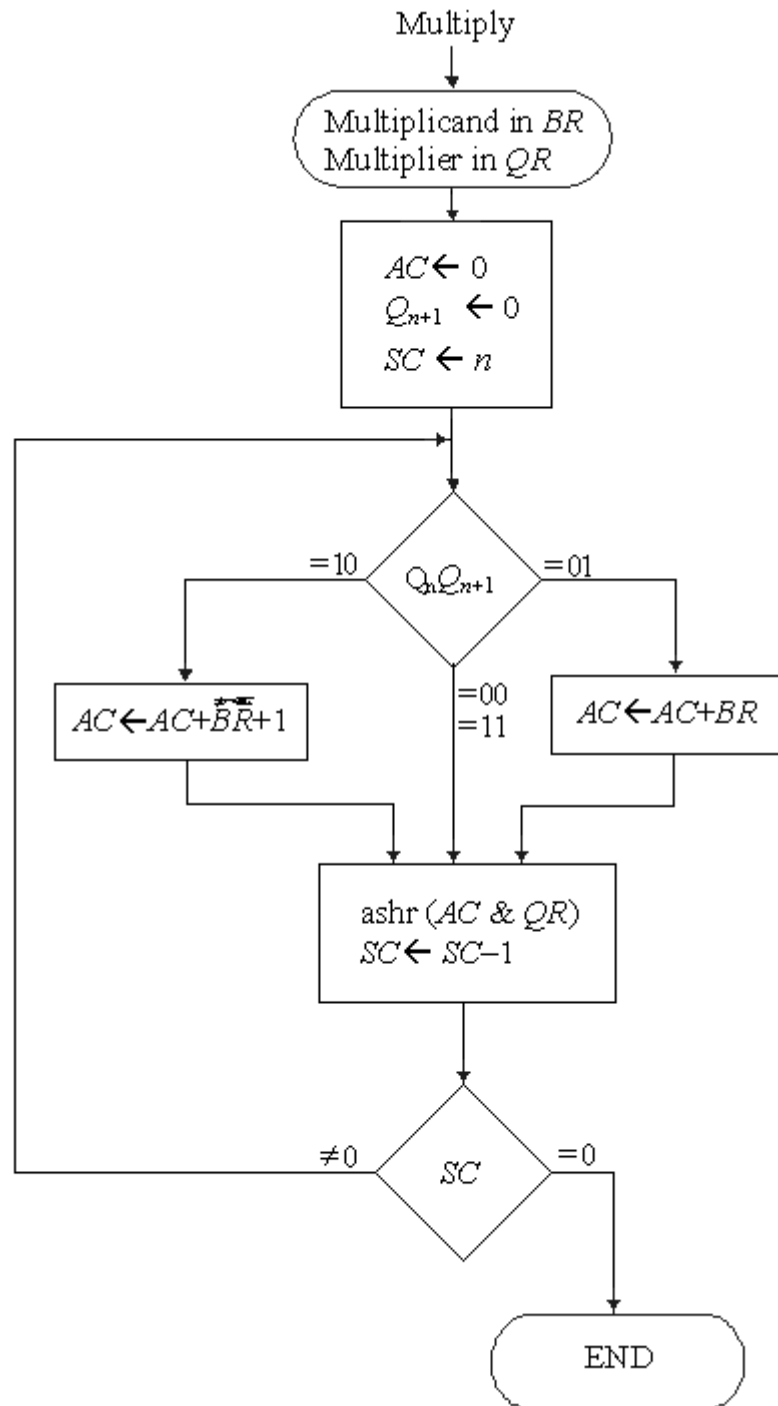 Multiply
Multiplicand in BR
Multiplier in QR
AC ← 0
Qn+1 ← 0
SC ← n
=10
QnQn+1
=01
=00
=11
AC←AC+B̅R̅+1
AC←AC+BR
ashr (AC & QR)
SC ← SC−1
≠0
SC
=0
END